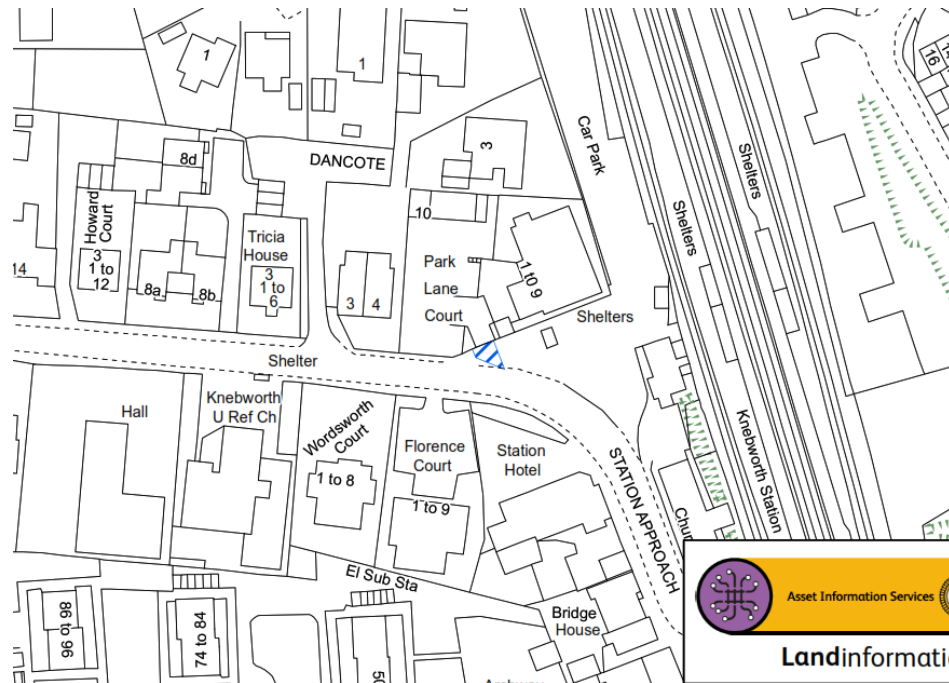 1
1
DANCOTE
8d
3
Car Park
Shelters
Shelters
16
Howard
Court
3
1 to
12
14
8a
8b
Tricia
House
3
1 to
6
3
4
10
Park
Lane
Court
1 to 9
Shelters
Shelter
Hall
Knebworth
U Ref Ch
Wordsworth
Court
1 to 8
Florence
Court
1 to 9
Station
Hotel
STATION APPROACH
Knebworth Station
El Sub Sta
86 to 96
74 to 84
Bridge
House
Asset Information Services